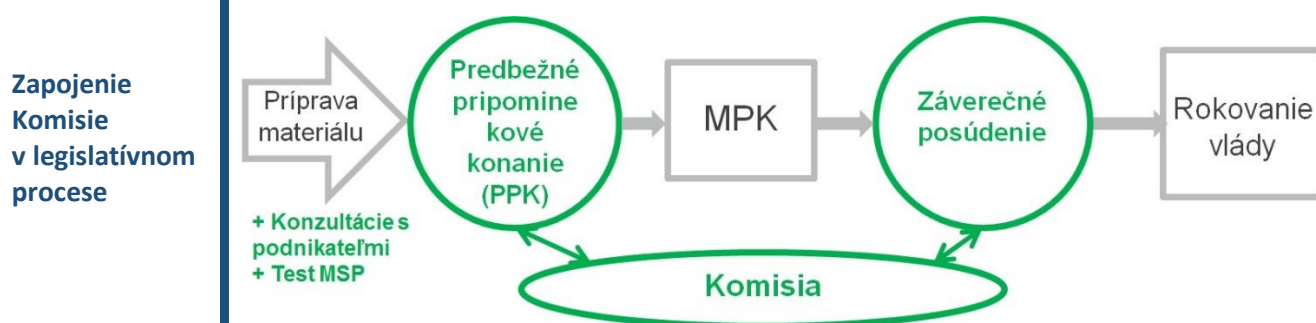 Zapojenie
Komisie
v legislatívnom
procese
Príprava
materiálu
+ Konzultácie s
podnikateľmi
+ Test MSP
Predbežné
pripomine
kové
konanie
(PPK)
MPK
Záverečné
posúdenie
Rokovanie
vlády
Komisia